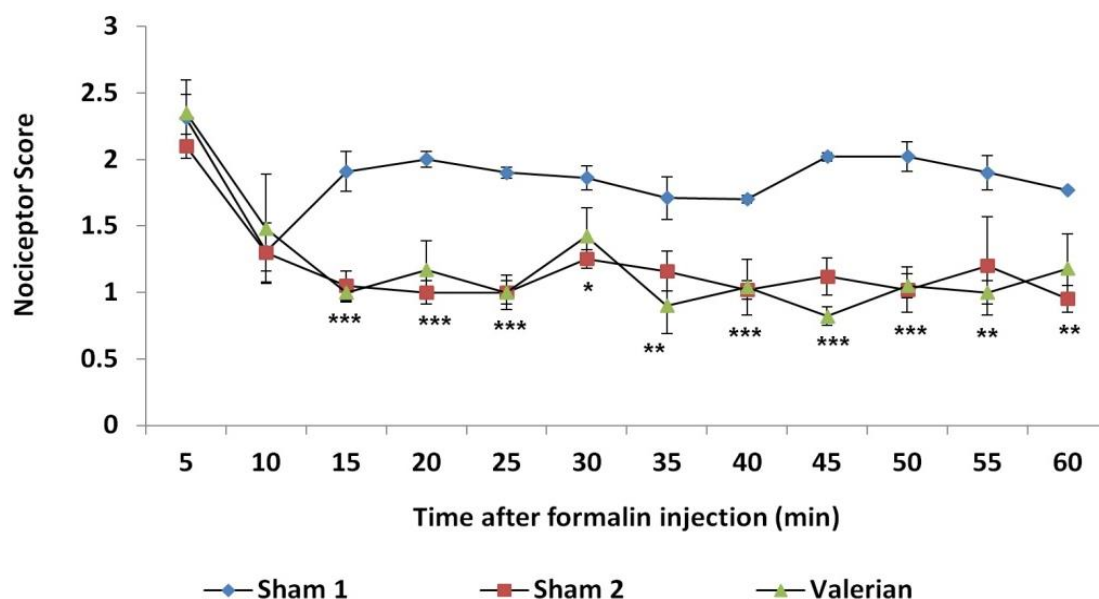 Nociceptor Score
3
2.5
2
1.5
1
0.5
0
*** *** *** * ** *** *** *** ** **
5 10 15 20 25 30 35 40 45 50 55 60
Time after formalin injection (min)
Sham 1 Sham 2 Valerian